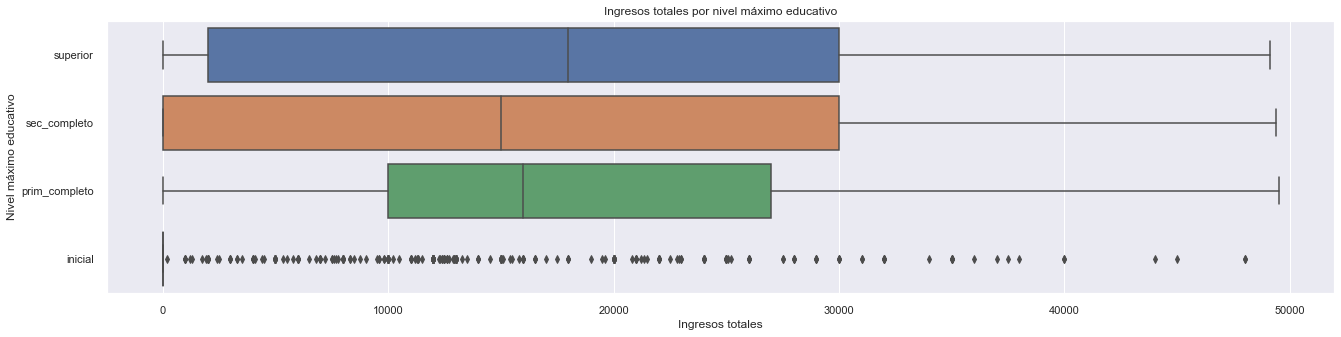 Ingresos totales por nivel máximo educativo
Nivel máximo educativo
superior
sec_completo
prim_completo
inicial
0
10000
20000
30000
40000
50000
Ingresos totales